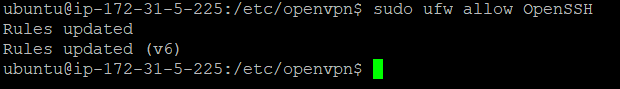 ubuntu@ip-172-31-5-225:/etc/openvpn$ sudo ufw allow OpenSSH
Rules updated
Rules updated (v6)
ubuntu@ip-172-31-5-225:/etc/openvpn$